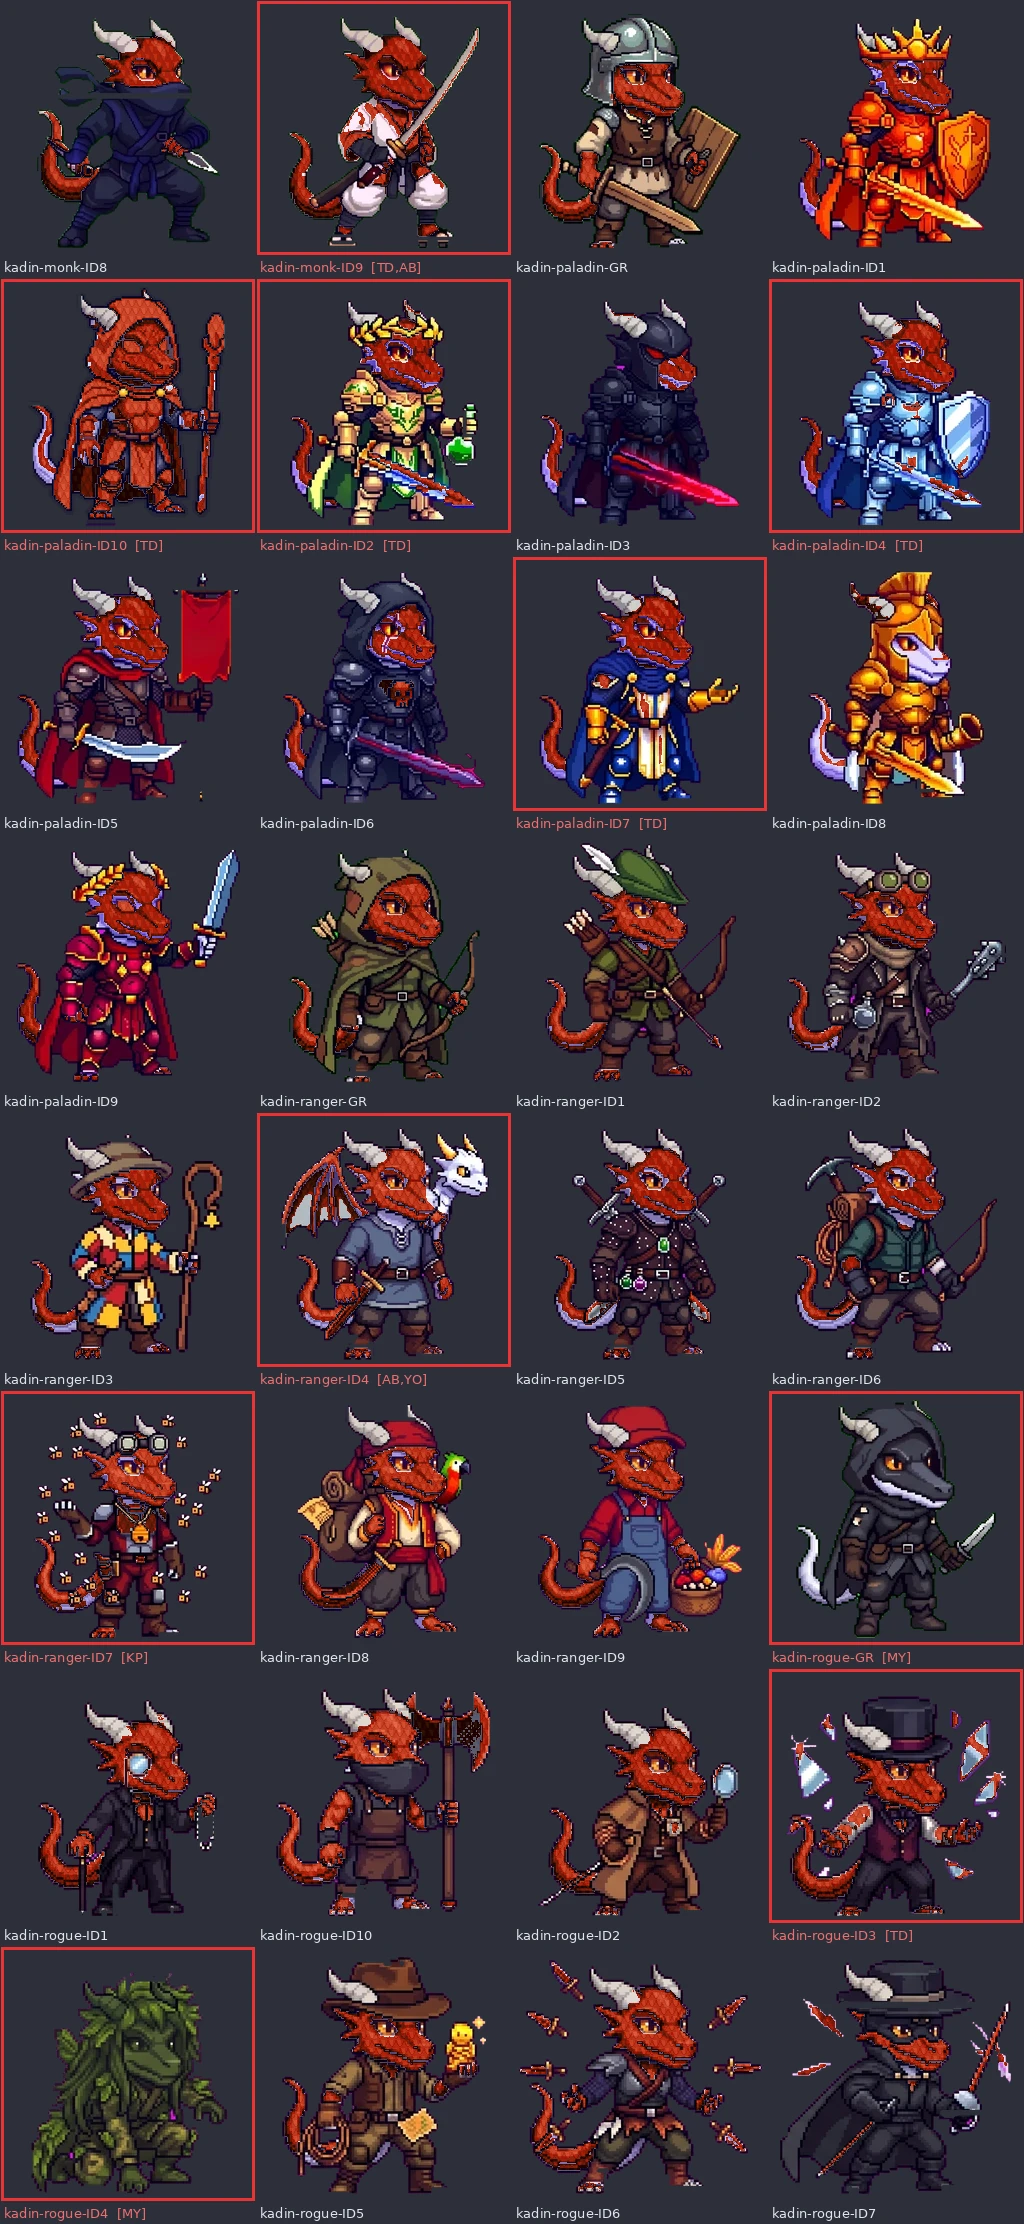 kadin-monk-ID8
kadin-monk-ID9 [TD,AB]
kadin-paladin-GR
kadin-paladin-ID1
kadin-paladin-ID10 [TD]
kadin-paladin-ID2 [TD]
kadin-paladin-ID3
kadin-paladin-ID4 [TD]
kadin-paladin-ID5
kadin-paladin-ID6
kadin-paladin-ID7 [TD]
kadin-paladin-ID8
kadin-paladin-ID9
kadin-ranger-GR
kadin-ranger-ID1
kadin-ranger-ID2
kadin-ranger-ID3
kadin-ranger-ID4 [AB,YO]
kadin-ranger-ID5
kadin-ranger-ID6
kadin-ranger-ID7 [KP]
kadin-ranger-ID8
kadin-ranger-ID9
kadin-rogue-GR [MY]
kadin-rogue-ID1
kadin-rogue-ID10
kadin-rogue-ID2
kadin-rogue-ID3 [TD]
kadin-rogue-ID4 [MY]
kadin-rogue-ID5
kadin-rogue-ID6
kadin-rogue-ID7